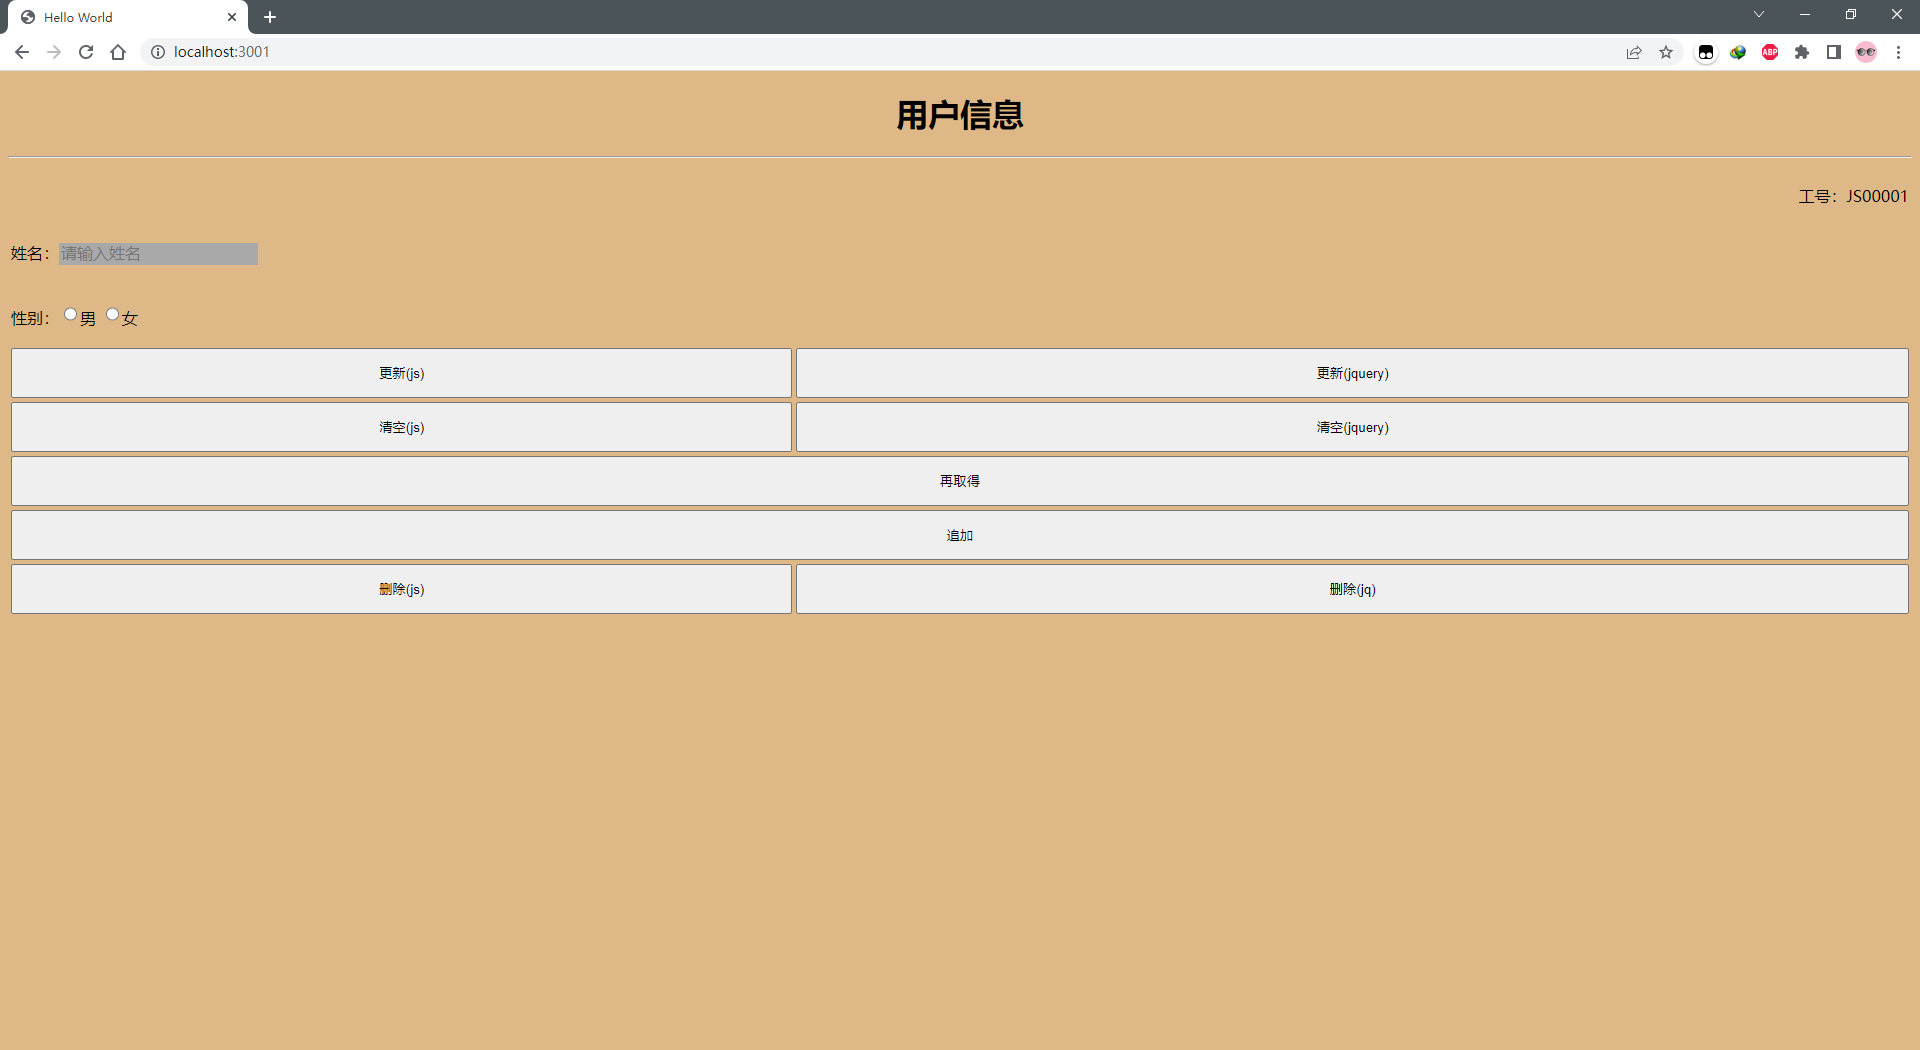 Hello World
localhost:3001
ABP
用户信息
工号：JS00001
姓名：请输入姓名
性别：男 女
更新(js) 更新(jquery)
清空(js) 清空(jquery)
再取得
追加
删除(js) 删除(jq)